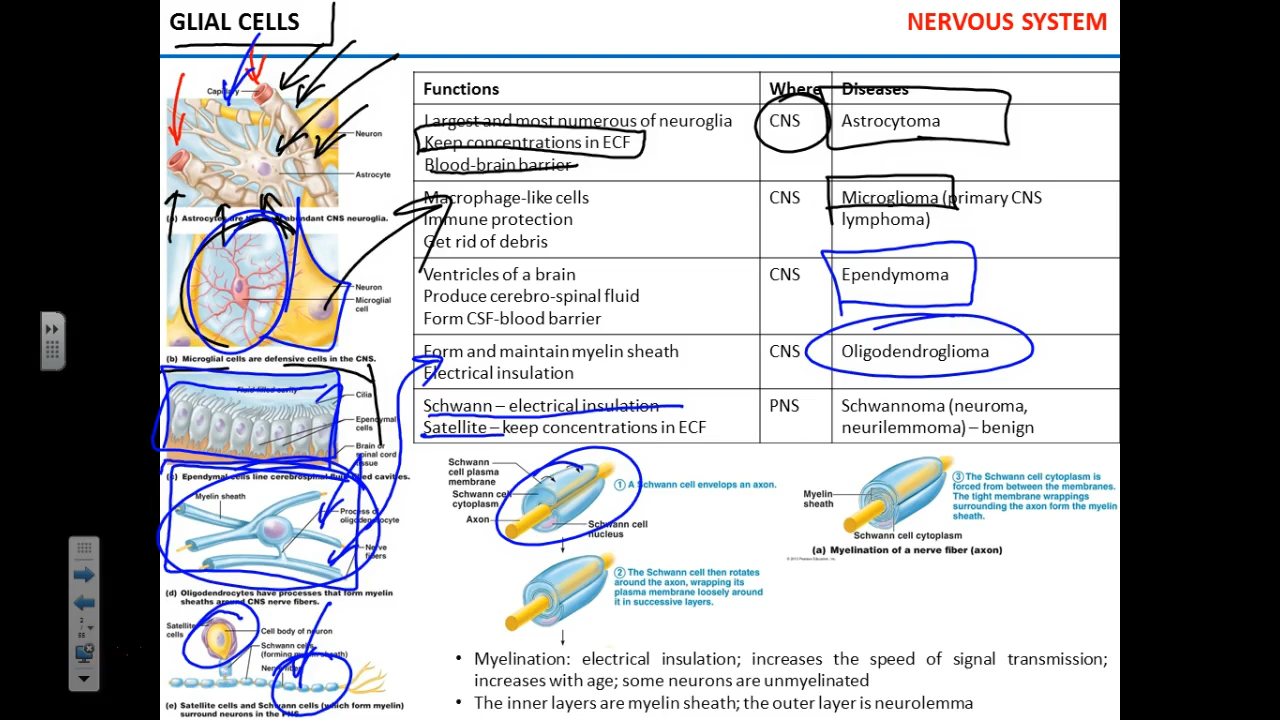 GLIAL CELLS
NERVOUS SYSTEM
Functions Where Diseases
Largest and most numerous of neuroglia CNS Astrocytoma
Keep concentrations in ECF
Blood-brain barrier
Macrophage-like cells CNS Microglioma (primary CNS
Immune protection lymphoma)
Get rid of debris
Ventricles of a brain CNS Ependymoma
Produce cerebro-spinal fluid
Form CSF-blood barrier
Form and maintain myelin sheath CNS Oligodendroglioma
Electrical insulation
Schwann – electrical insulation PNS Schwannoma (neuroma,
Satellite – keep concentrations in ECF neurilemmoma) – benign
Capillary
Neuron
Astrocyte
(a) Astrocytes are the most abundant CNS neuroglia.
Neuron
Microglial
cell
(b) Microglial cells are defensive cells in the CNS.
Fluid-filled cavity
Cilia
Ependymal
cells
Brain or
spinal cord
tissue
(c) Ependymal cells line cerebrospinal fluid-filled cavities.
Myelin sheath
Process of
oligodendrocyte
Nerve
fibers
(d) Oligodendrocytes have processes that form myelin
sheaths around CNS nerve fibers.
Satellite
cells
Cell body of neuron
Schwann cells
(forming myelin sheath)
Nerve fiber
(e) Satellite cells and Schwann cells (which form myelin)
surround neurons in the PNS.
Schwann
cell plasma
membrane
Schwann cell
cytoplasm
Axon
Schwann cell
nucleus
① A Schwann cell envelops an axon.
② The Schwann cell then rotates
around the axon, wrapping its
plasma membrane loosely around
it in successive layers.
Myelin
sheath
③ The Schwann cell cytoplasm is
forced from between the membranes.
The tight membrane wrappings
surrounding the axon form the myelin
sheath.
Schwann cell cytoplasm
(a) Myelination of a nerve fiber (axon)
• Myelination: electrical insulation; increases the speed of signal transmission;
increases with age; some neurons are unmyelinated
• The inner layers are myelin sheath; the outer layer is neurolemma